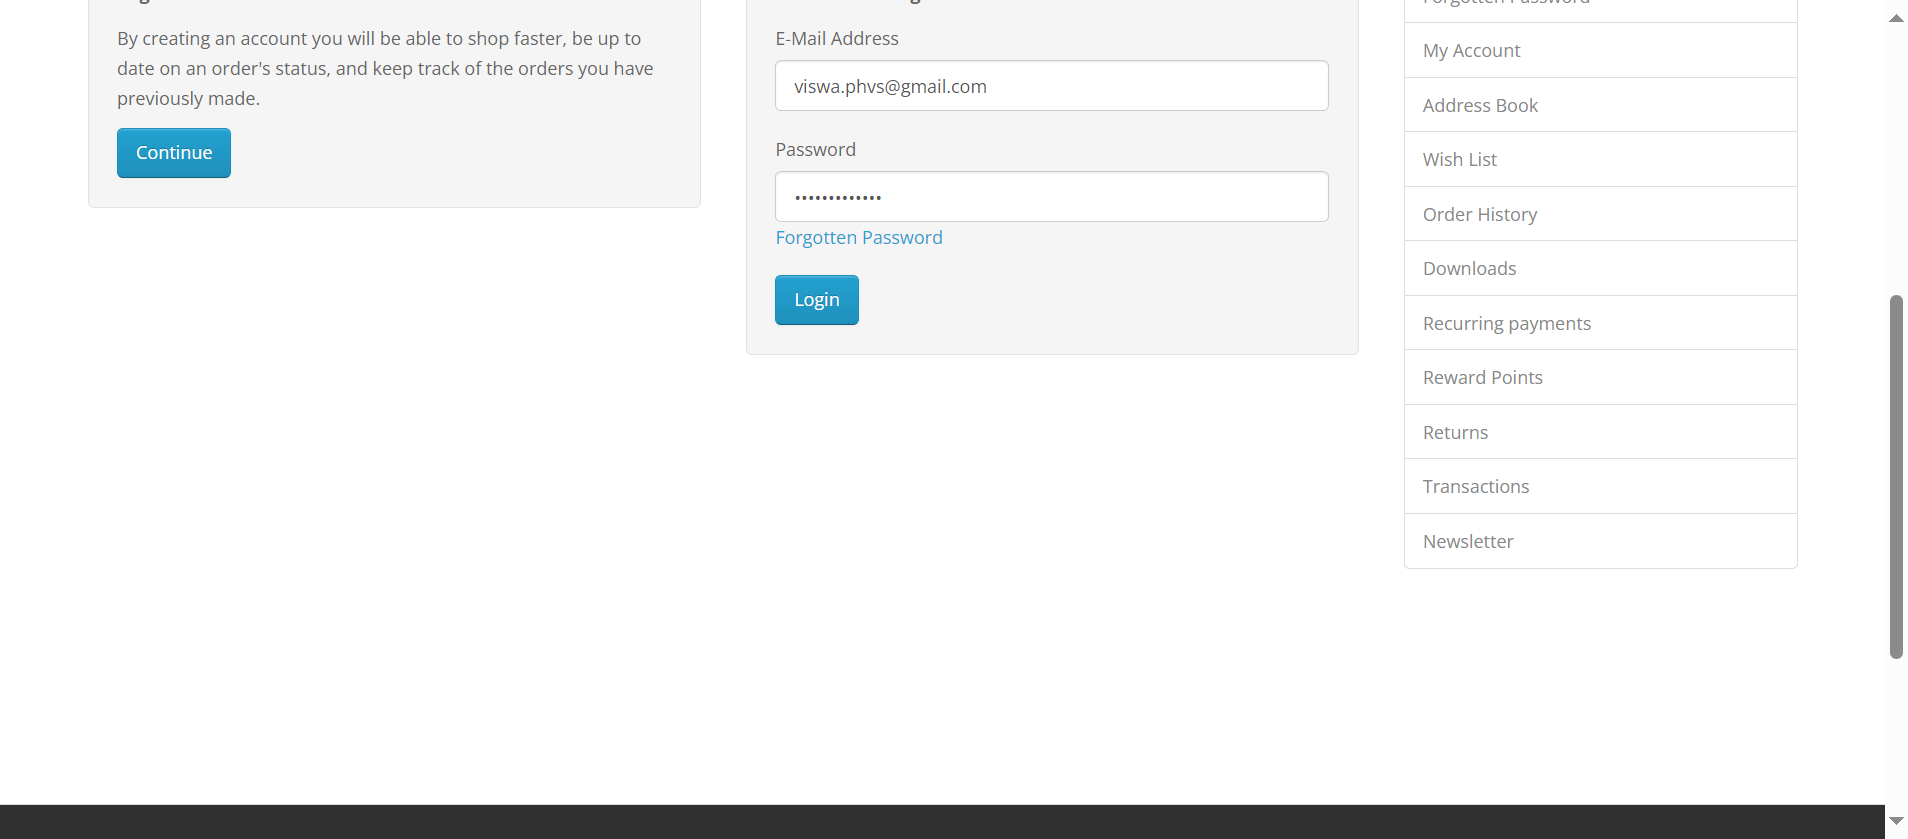 By creating an account you will be able to shop faster, be up to
date on an order's status, and keep track of the orders you have
previously made.
Continue
E-Mail Address
viswa.phvs@gmail.com
Password
•••••••••••••
Forgotten Password
Login
Forgotten Password
My Account
Address Book
Wish List
Order History
Downloads
Recurring payments
Reward Points
Returns
Transactions
Newsletter